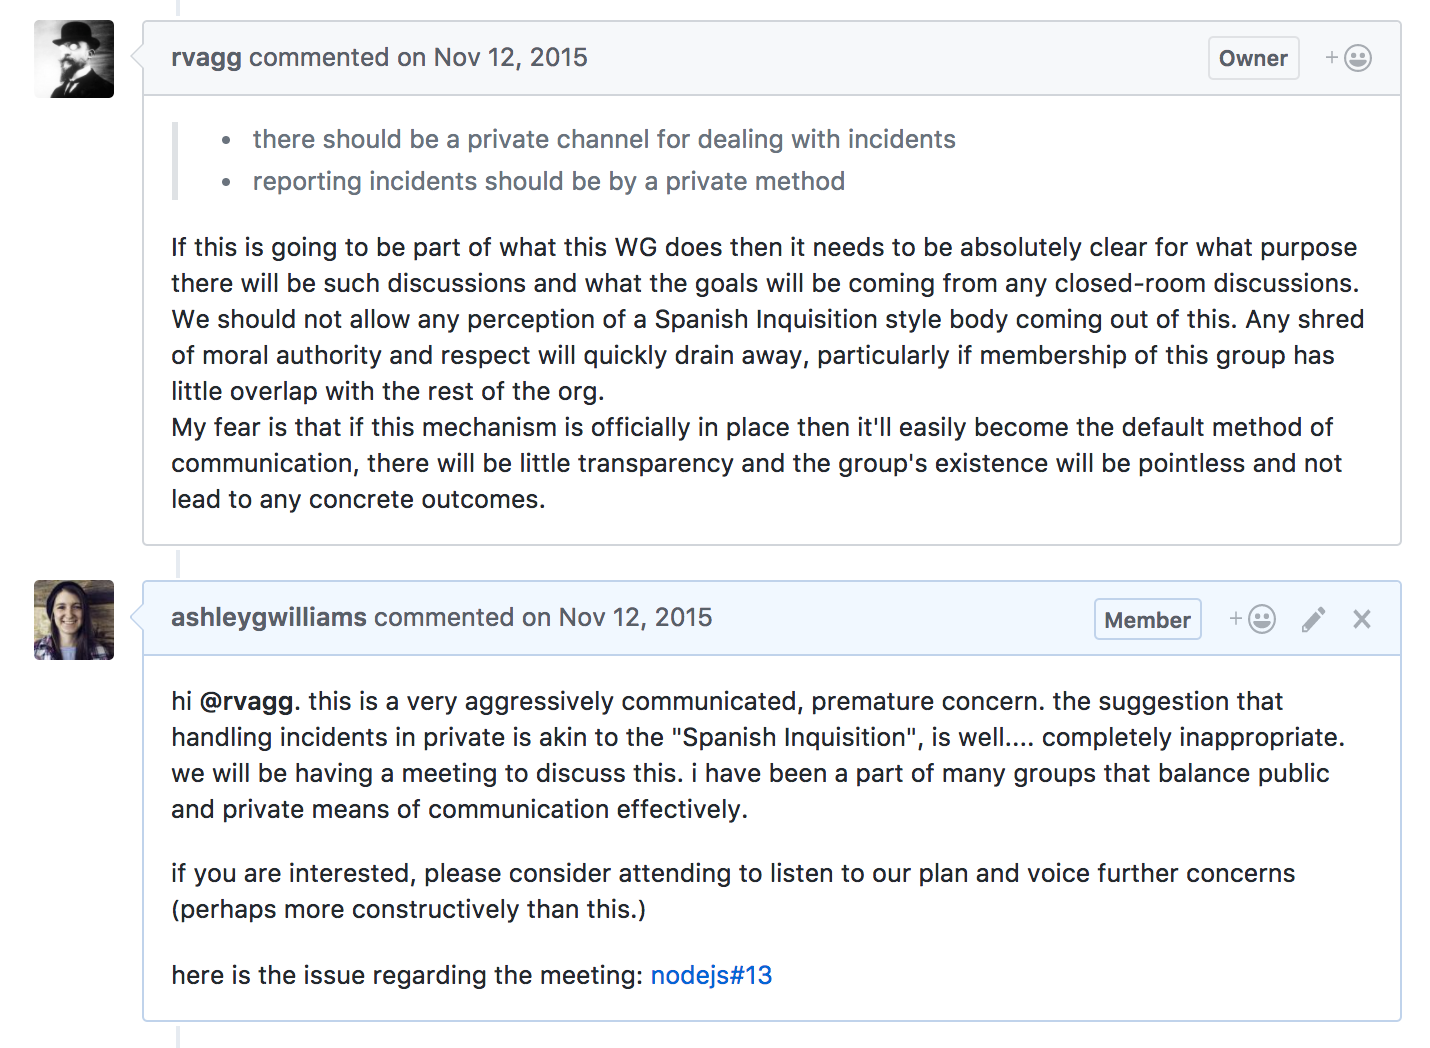 rvagg commented on Nov 12, 2015
Owner
there should be a private channel for dealing with incidents
reporting incidents should be by a private method
If this is going to be part of what this WG does then it needs to be absolutely clear for what purpose
there will be such discussions and what the goals will be coming from any closed-room discussions.
We should not allow any perception of a Spanish Inquisition style body coming out of this. Any shred
of moral authority and respect will quickly drain away, particularly if membership of this group has
little overlap with the rest of the org.
My fear is that if this mechanism is officially in place then it'll easily become the default method of
communication, there will be little transparency and the group's existence will be pointless and not
lead to any concrete outcomes.
ashleygwilliams commented on Nov 12, 2015
Member
hi @rvagg. this is a very aggressively communicated, premature concern. the suggestion that
handling incidents in private is akin to the "Spanish Inquisition", is well.... completely inappropriate.
we will be having a meeting to discuss this. i have been a part of many groups that balance public
and private means of communication effectively.
if you are interested, please consider attending to listen to our plan and voice further concerns
(perhaps more constructively than this.)
here is the issue regarding the meeting: nodejs#13